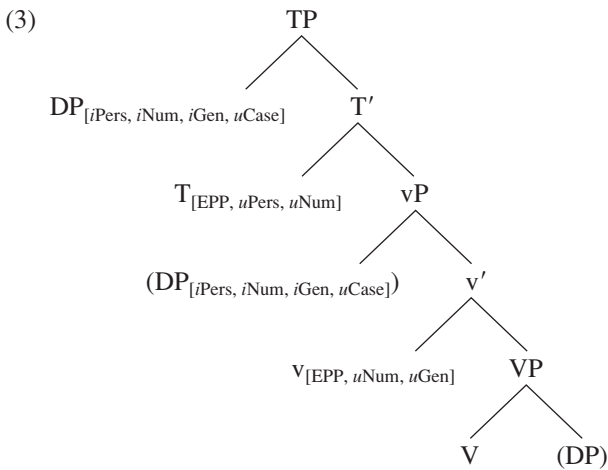 (3)
TP
DP[iPers, iNum, iGen, uCase] T′
T[EPP, uPers, uNum] vP
(DP[iPers, iNum, iGen, uCase]) v′
v[EPP, uNum, uGen] VP
V (DP)